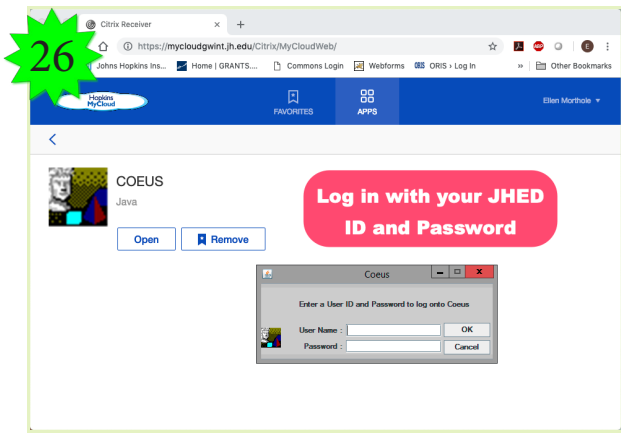 26
Citrix Receiver
https://mycloudgwint.jh.edu/Citrix/MyCloudWeb/
E
Johns Hopkins Ins...
Home | GRANTS....
Commons Login
Webforms
ORIS › Log In
»
Other Bookmarks
Hopkins
MyCloud
FAVORITES
APPS
Ellen Morthole
COEUS
Java
Open
Remove
Log in with your JHED
ID and Password
Coeus
Enter a User ID and Password to log onto Coeus
User Name :
OK
Password :
Cancel